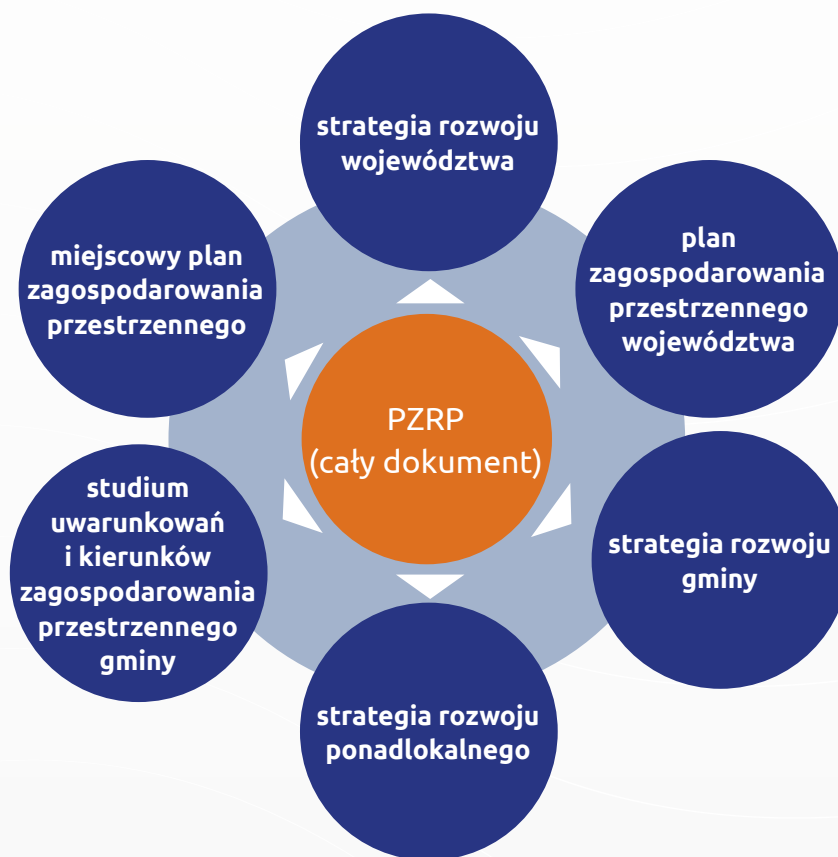 strategia rozwoju
województwa
plan
zagospodarowania
przestrzennego
województwa
strategia rozwoju
gminy
strategia rozwoju
ponadlokalnego
studium
uwarunkowań
i kierunków
zagospodarowania
przestrzennego
gminy
miejscowy plan
zagospodarowania
przestrzennego
PZRP
(cały dokument)